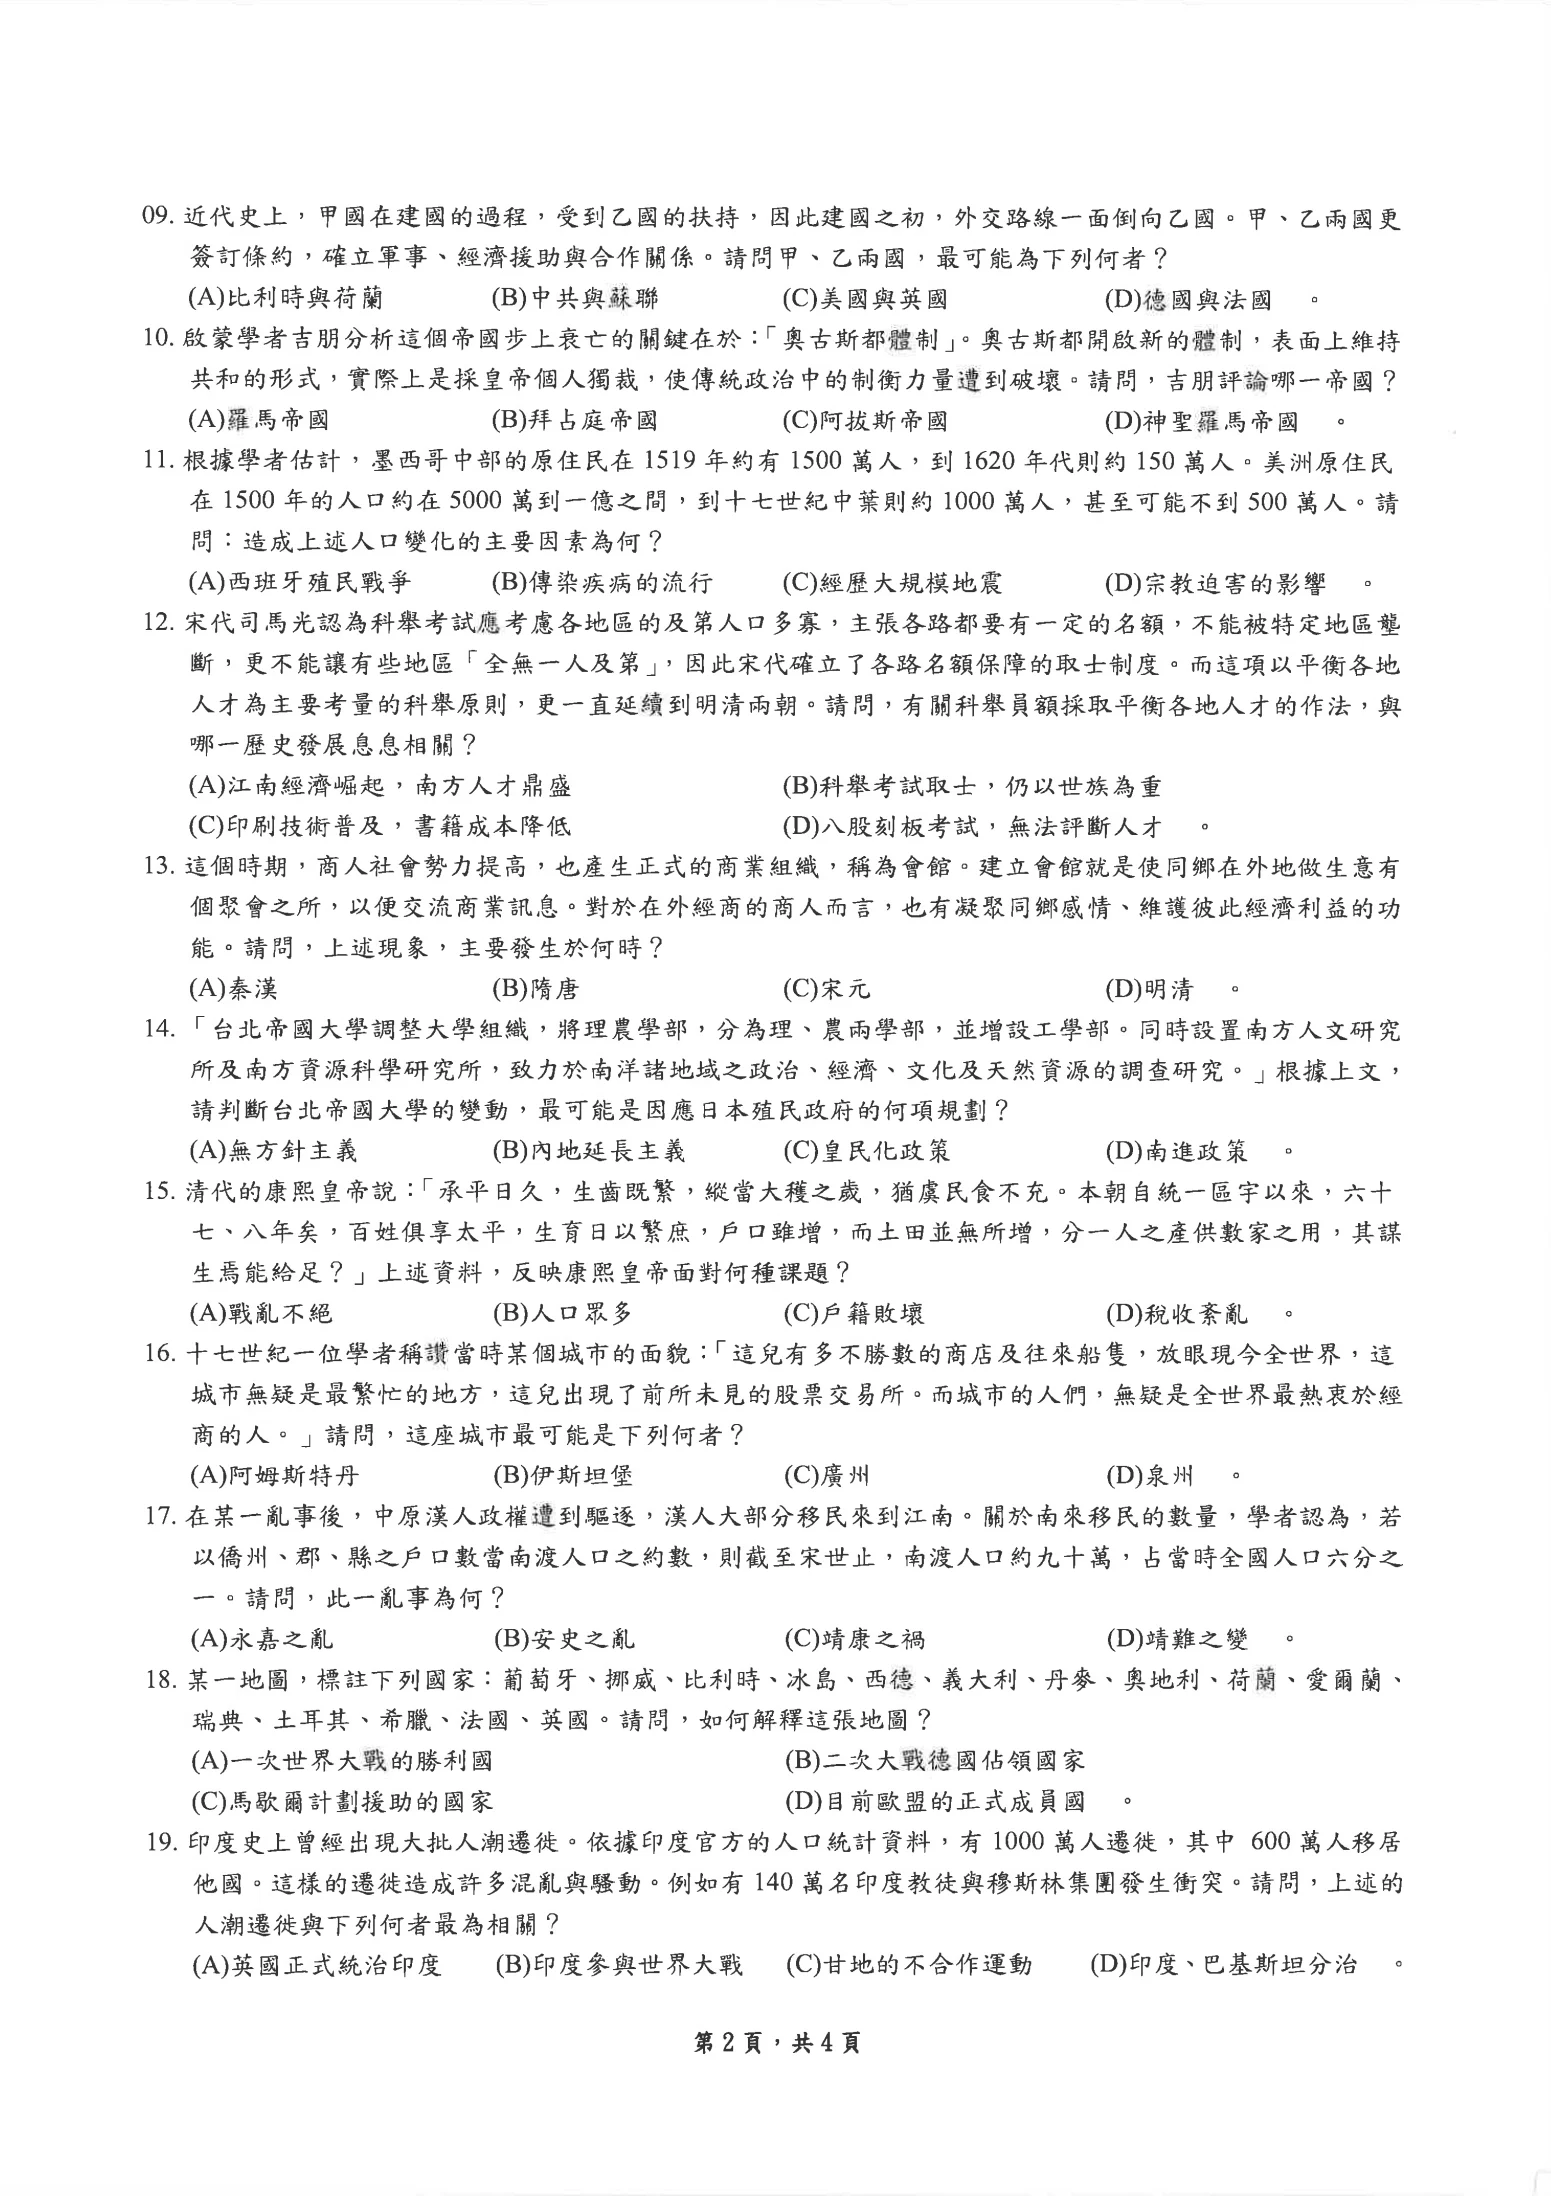 09. 近代史上，甲國在建國的過程，受到乙國的扶持，因此建國之初，外交路線一面倒向乙國。甲、乙兩國更
簽訂條約，確立軍事、經濟援助與合作關係。請問甲、乙兩國，最可能為下列何者？
(A)比利時與荷蘭 (B)中共與蘇聯 (C)美國與英國 (D)德國與法國 。
10. 啟蒙學者吉朋分析這個帝國步上衰亡的關鍵在於：「奧古斯都體制」。奧古斯都開啟新的體制，表面上維持
共和的形式，實際上是採皇帝個人獨裁，使傳統政治中的制衡力量遭到破壞。請問，吉朋評論哪一帝國？
(A)羅馬帝國 (B)拜占庭帝國 (C)阿拔斯帝國 (D)神聖羅馬帝國 。
11. 根據學者估計，墨西哥中部的原住民在 1519 年約有 1500 萬人，到 1620 年代則約 150 萬人。美洲原住民
在 1500 年的人口約在 5000 萬到一億之間，到十七世紀中葉則約 1000 萬人，甚至可能不到 500 萬人。請
問：造成上述人口變化的主要因素為何？
(A)西班牙殖民戰爭 (B)傳染疾病的流行 (C)經歷大規模地震 (D)宗教迫害的影響 。
12. 宋代司馬光認為科舉考試應考慮各地區的及第人口多寡，主張各路都要有一定的名額，不能被特定地區壟
斷，更不能讓有些地區「全無一人及第」，因此宋代確立了各路名額保障的取士制度。而這項以平衡各地
人才為主要考量的科舉原則，更一直延續到明清兩朝。請問，有關科舉員額採取平衡各地人才的作法，與
哪一歷史發展息息相關？
(A)江南經濟崛起，南方人才鼎盛 (B)科舉考試取士，仍以世族為重
(C)印刷技術普及，書籍成本降低 (D)八股刻板考試，無法評斷人才 。
13. 這個時期，商人社會勢力提高，也產生正式的商業組織，稱為會館。建立會館就是使同鄉在外地做生意有
個聚會之所，以便交流商業訊息。對於在外經商的商人而言，也有凝聚同鄉感情、維護彼此經濟利益的功
能。請問，上述現象，主要發生於何時？
(A)秦漢 (B)隋唐 (C)宋元 (D)明清 。
14. 「台北帝國大學調整大學組織，將理農學部，分為理、農兩學部，並增設工學部。同時設置南方人文研究
所及南方資源科學研究所，致力於南洋諸地域之政治、經濟、文化及天然資源的調查研究。」根據上文，
請判斷台北帝國大學的變動，最可能是因應日本殖民政府的何項規劃？
(A)無方針主義 (B)內地延長主義 (C)皇民化政策 (D)南進政策 。
15. 清代的康熙皇帝說：「承平日久，生齒既繁，縱當大穫之歲，猶虞民食不充。本朝自統一區宇以來，六十
七、八年矣，百姓俱享太平，生育日以繁庶，戶口雖增，而土田並無所增，分一人之產供數家之用，其謀
生焉能給足？」上述資料，反映康熙皇帝面對何種課題？
(A)戰亂不絕 (B)人口眾多 (C)戶籍敗壞 (D)稅收紊亂 。
16. 十七世紀一位學者稱讚當時某個城市的面貌：「這兒有多不勝數的商店及往來船隻，放眼現今全世界，這
城市無疑是最繁忙的地方，這兒出現了前所未見的股票交易所。而城市的人們，無疑是全世界最熱衷於經
商的人。」請問，這座城市最可能是下列何者？
(A)阿姆斯特丹 (B)伊斯坦堡 (C)廣州 (D)泉州 。
17. 在某一亂事後，中原漢人政權遭到驅逐，漢人大部分移民來到江南。關於南來移民的數量，學者認為，若
以僑州、郡、縣之戶口數當南渡人口之約數，則截至宋世止，南渡人口約九十萬，占當時全國人口六分之
一。請問，此一亂事為何？
(A)永嘉之亂 (B)安史之亂 (C)靖康之禍 (D)靖難之變 。
18. 某一地圖，標註下列國家：葡萄牙、挪威、比利時、冰島、西德、義大利、丹麥、奧地利、荷蘭、愛爾蘭、
瑞典、土耳其、希臘、法國、英國。請問，如何解釋這張地圖？
(A)一次世界大戰的勝利國 (B)二次大戰德國佔領國家
(C)馬歇爾計劃援助的國家 (D)目前歐盟的正式成員國 。
19. 印度史上曾經出現大批人潮遷徙。依據印度官方的人口統計資料，有 1000 萬人遷徙，其中 600 萬人移居
他國。這樣的遷徙造成許多混亂與騷動。例如有 140 萬名印度教徒與穆斯林集團發生衝突。請問，上述的
人潮遷徙與下列何者最為相關？
(A)英國正式統治印度 (B)印度參與世界大戰 (C)甘地的不合作運動 (D)印度、巴基斯坦分治 。
第 2 頁，共 4 頁